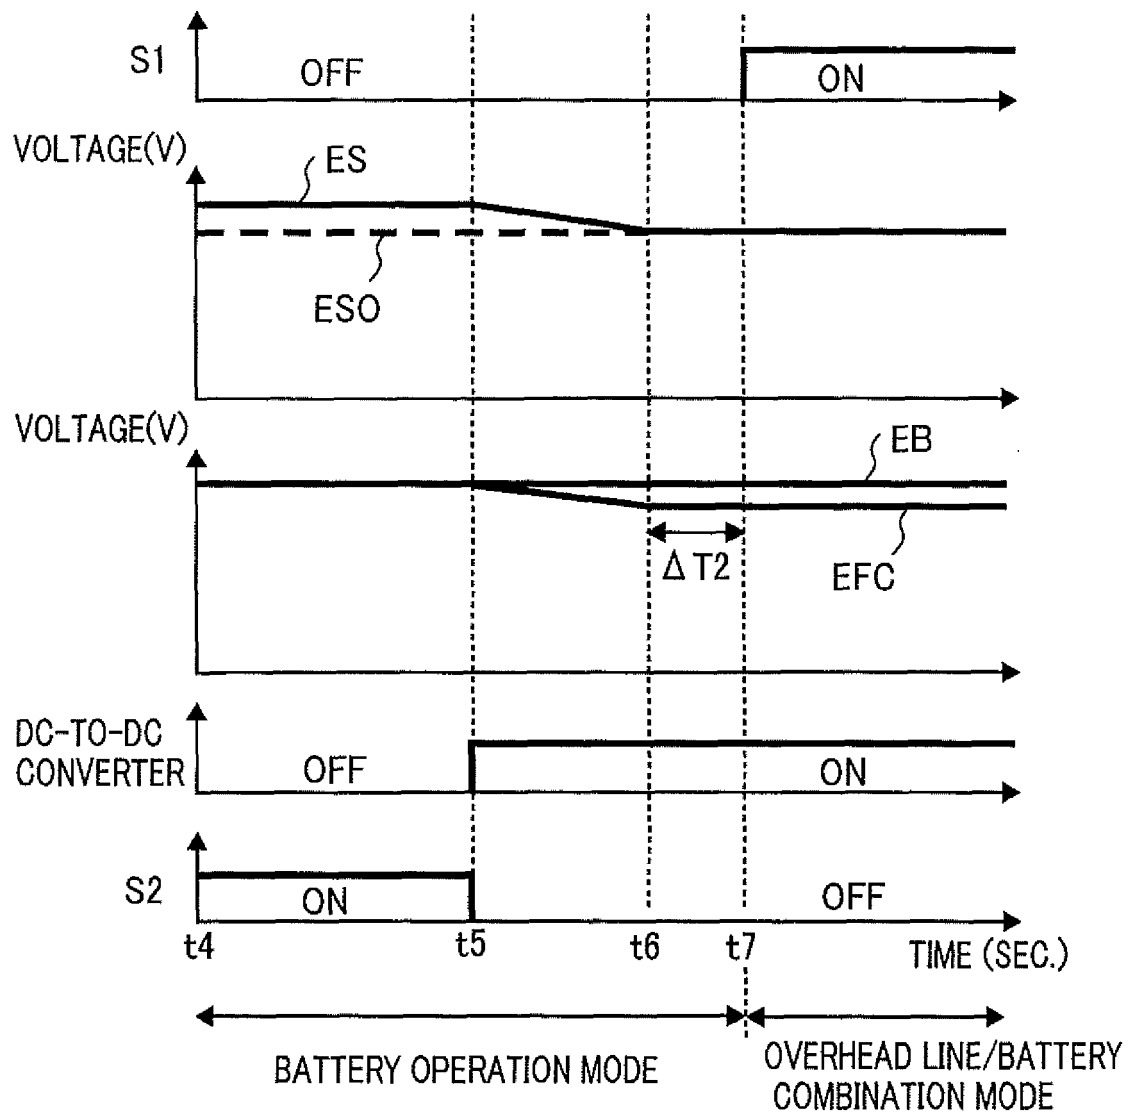 S1
OFF
ON
VOLTAGE(V)
ES
ESO
VOLTAGE(V)
EB
Δ T2
EFC
DC-TO-DC
CONVERTER
OFF
ON
S2
ON
OFF
t4
t5
t6
t7
TIME (SEC.)
BATTERY OPERATION MODE
OVERHEAD LINE/BATTERY
COMBINATION MODE